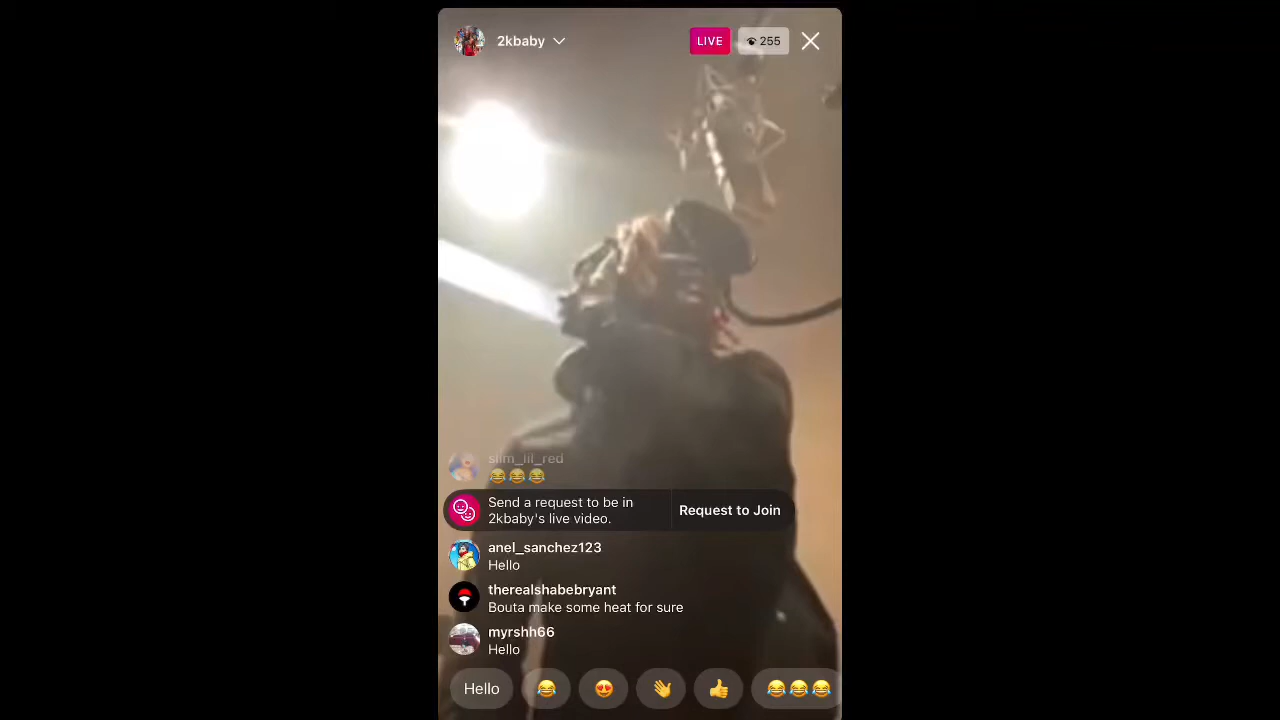 2kbaby
LIVE
255
slim_lil_red
😂😂😂
Send a request to be in
2kbaby's live video.
Request to Join
anel_sanchez123
Hello
therealshabebryant
Bouta make some heat for sure
myrshh66
Hello
Hello 😂 😍 👋 👍 😂😂😂